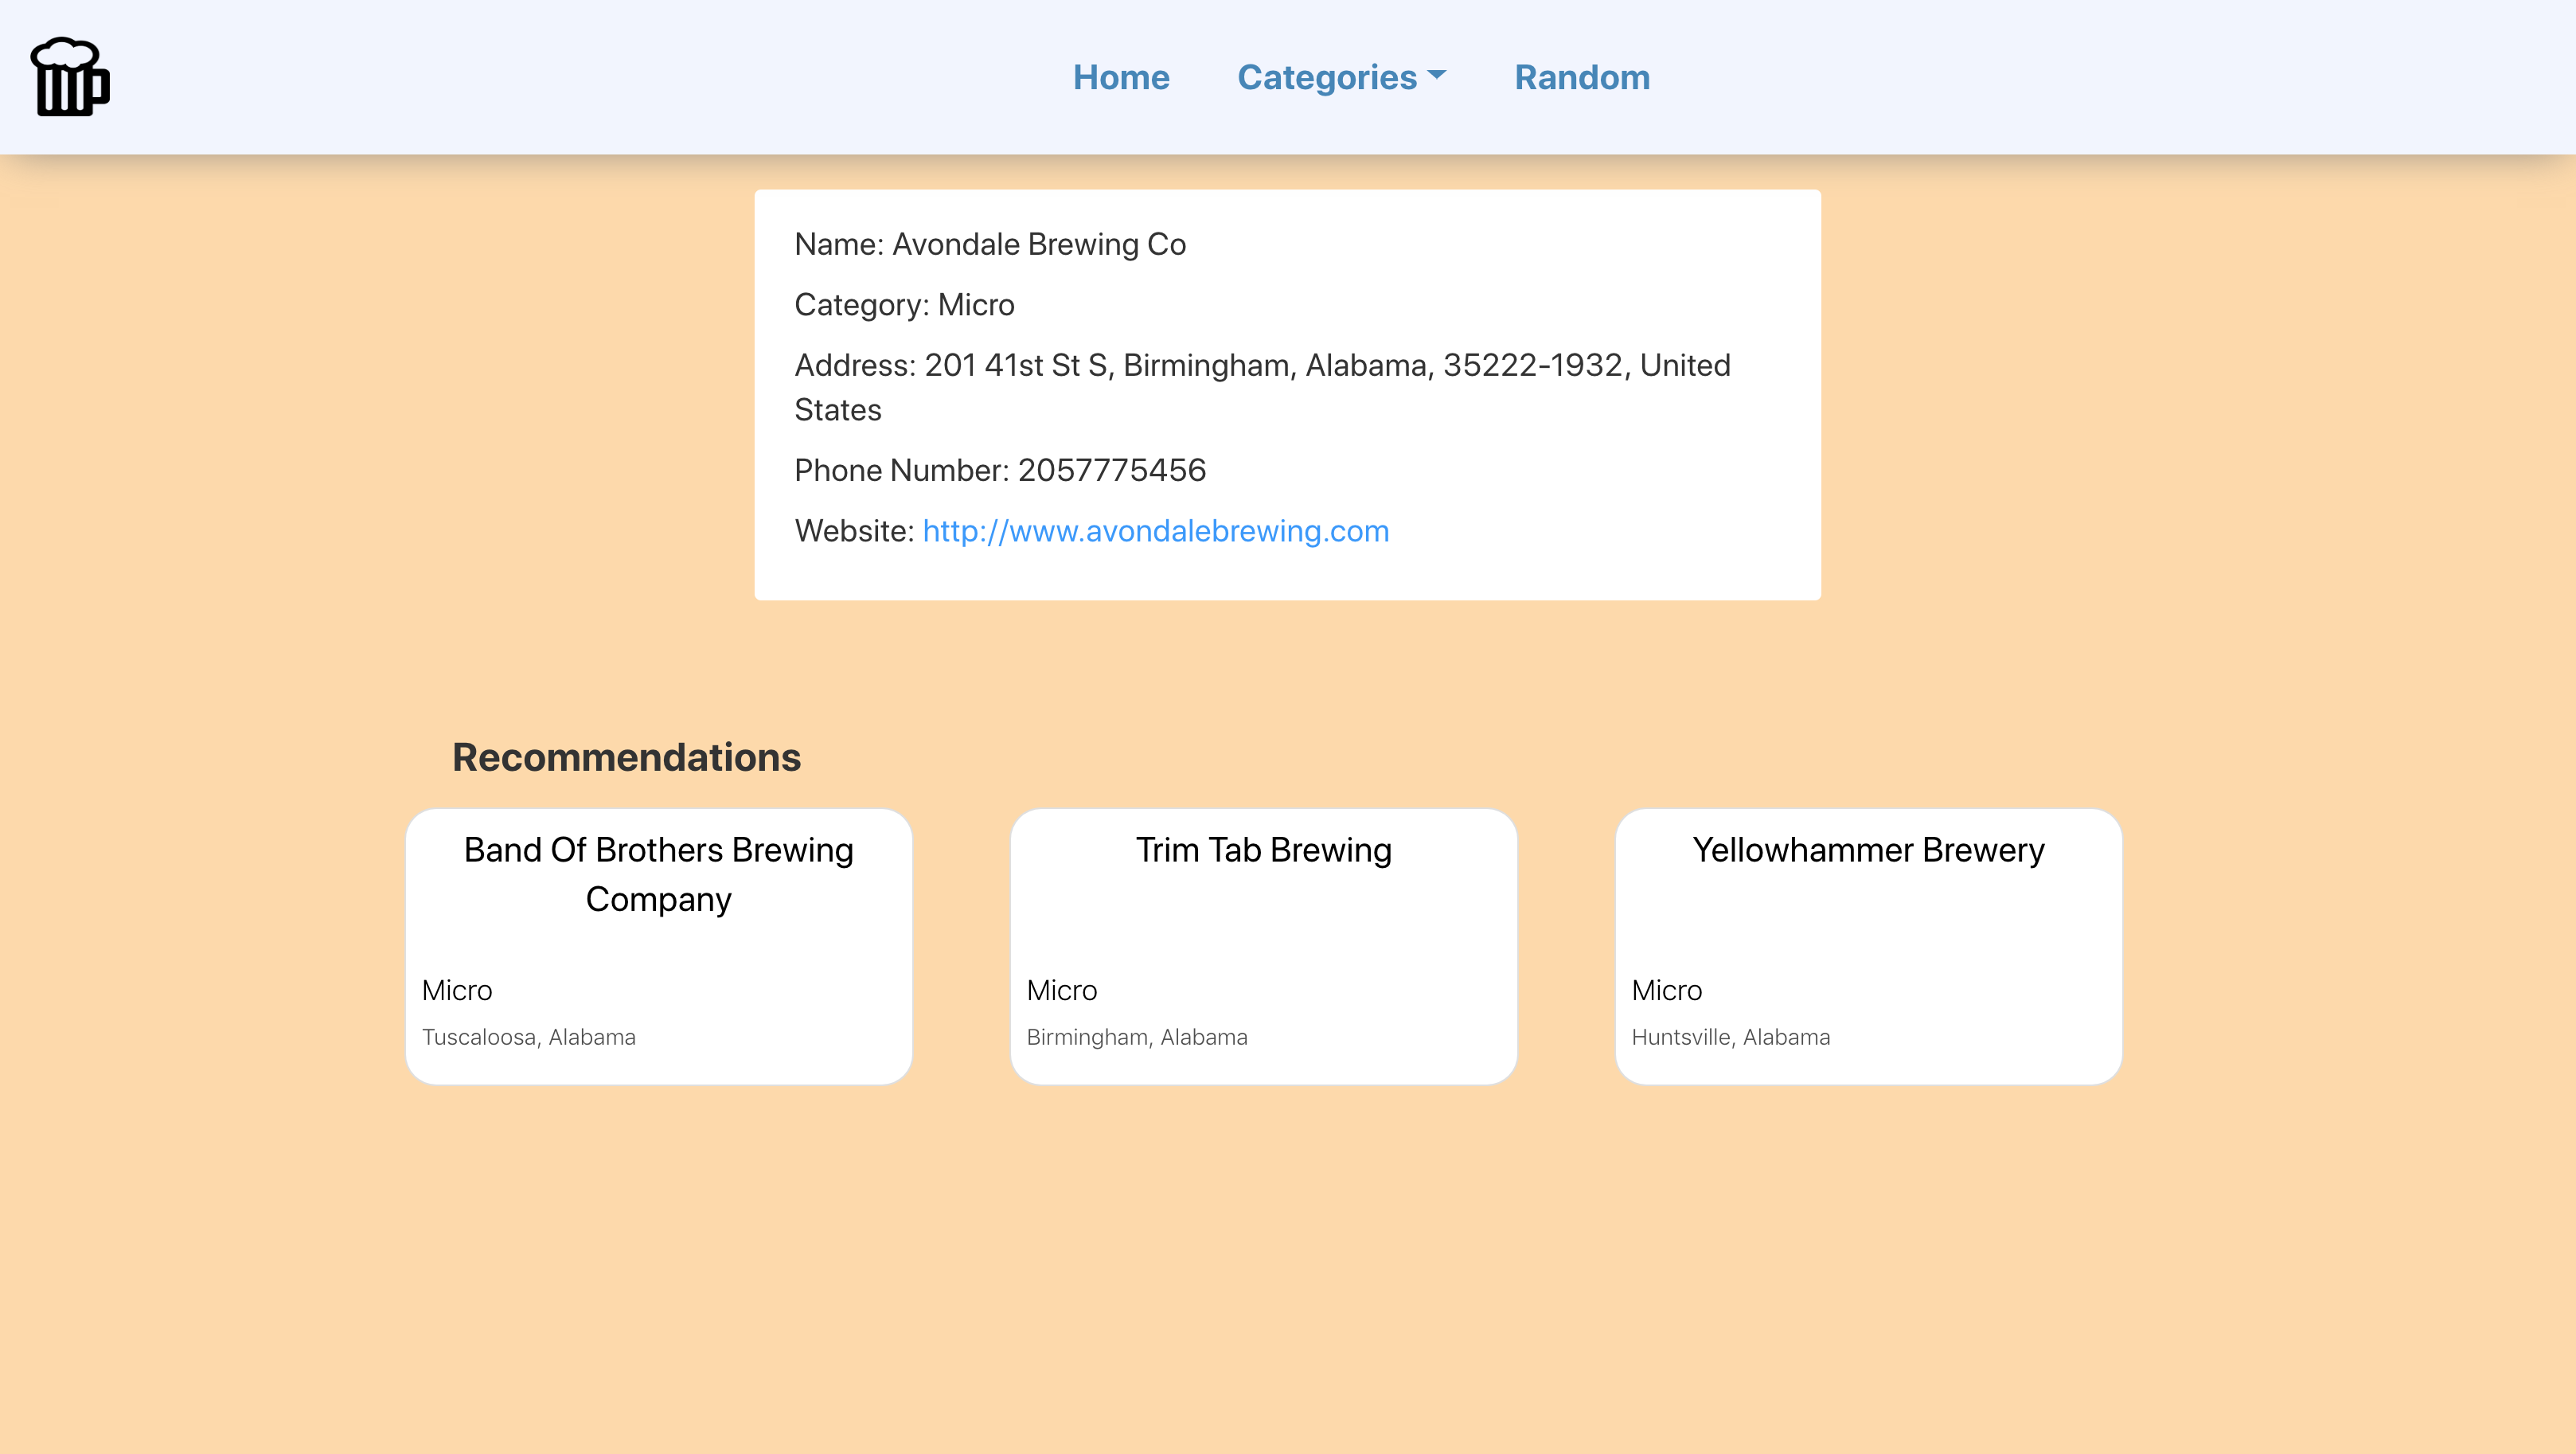 Home Categories Random
Name: Avondale Brewing Co
Category: Micro
Address: 201 41st St S, Birmingham, Alabama, 35222-1932, United
States
Phone Number: 2057775456
Website: http://www.avondalebrewing.com
Recommendations
Band Of Brothers Brewing
Company
Micro
Tuscaloosa, Alabama
Trim Tab Brewing
Micro
Birmingham, Alabama
Yellowhammer Brewery
Micro
Huntsville, Alabama